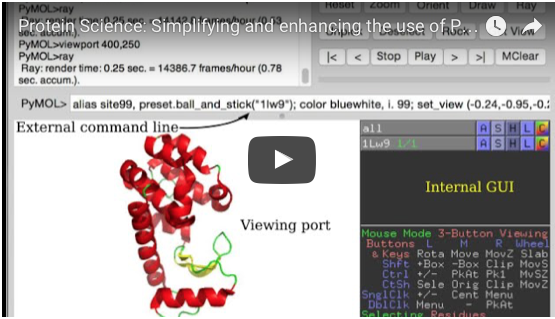 PyMOL>ray
Protein Science: Simplifying and enhancing the use of P...
sec. accum.).
PyMOL>viewport 400,250
PyMOL>ray
Ray: render time: 0.25 sec. = 14386.7 frames/hour (0.78
sec. accum.).
Reset Zoom Orient Draw Ray
Rock
|< < Stop Play > >| MClear
PyMOL> alias site99, preset.ball_and_stick("1lw9"); color bluewhite, i. 99; set_view (-0.24,-0.95,-0.2
External command line
all A S H L C
1Lw9 1/1 A S H L C
Internal GUI
Viewing port
Mouse Mode 3-Button Viewing
Buttons L M R Wheel
& Keys Rota Move MovZ Slab
Shft +Box -Box Clip MovS
Ctrl +/- PkAt Pk1 MvSZ
CtSh Sele Orig Clip MovZ
SnglClk +/- Cent Menu
DblClk Menu - PkAt
Selecting Residues